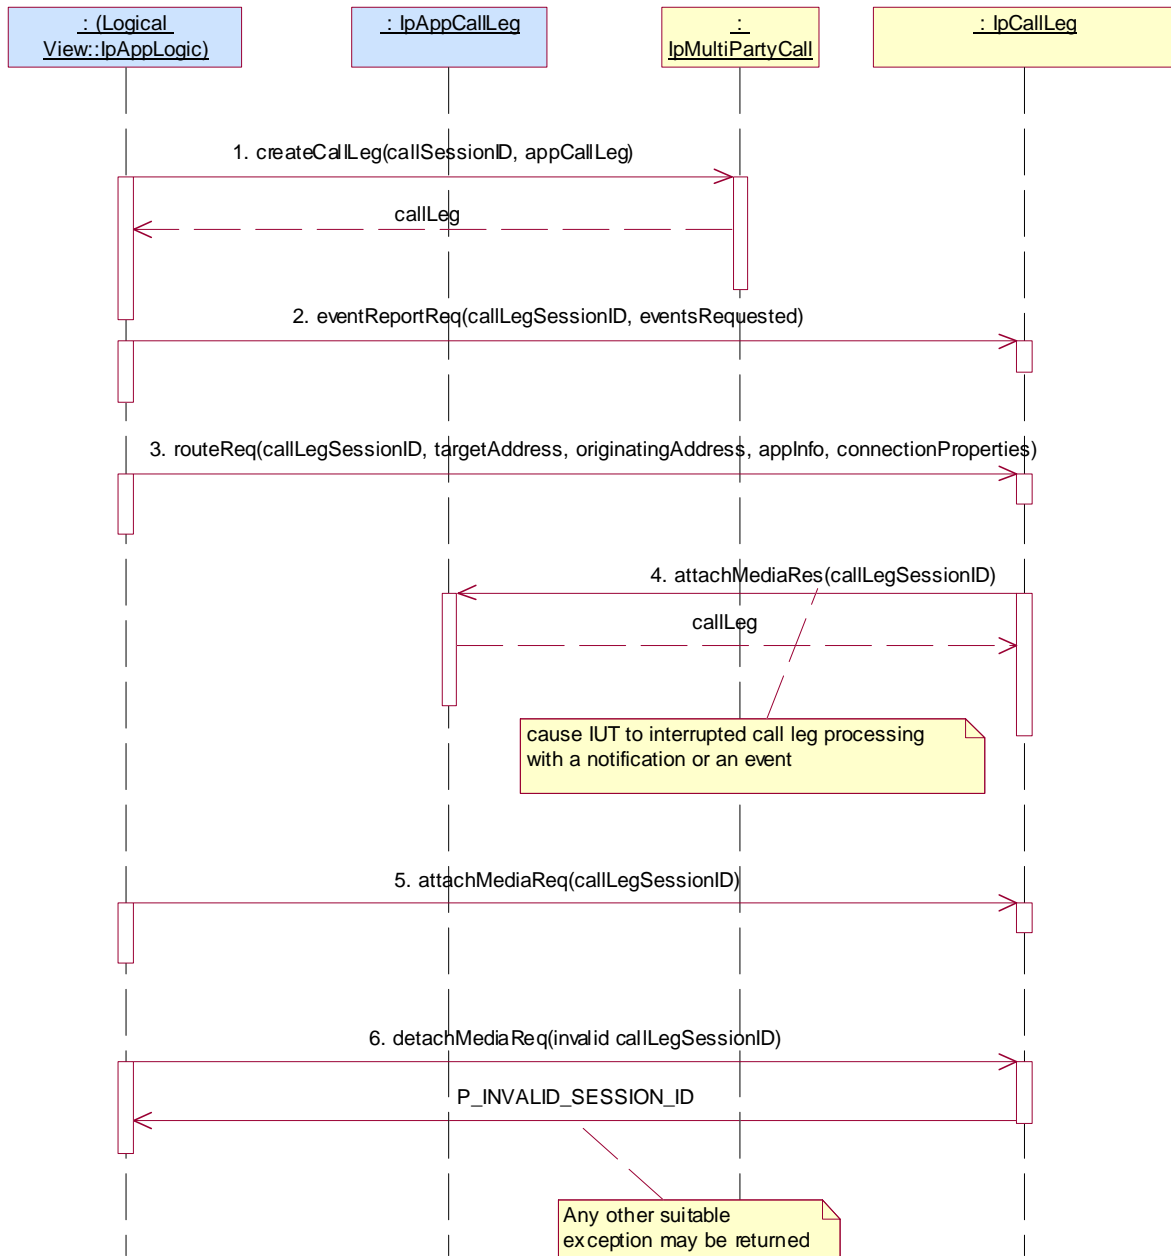 : (Logical
View::IpAppLogic)
: IpAppCallLeg
:
IpMultiPartyCall
: IpCallLeg
1. createCallLeg(callSessionID, appCallLeg)
callLeg
2. eventReportReq(callLegSessionID, eventsRequested)
3. routeReq(callLegSessionID, targetAddress, originatingAddress, appInfo, connectionProperties)
4. attachMediaRes(callLegSessionID)
callLeg
cause IUT to interrupted call leg processing
with a notification or an event
5. attachMediaReq(callLegSessionID)
6. detachMediaReq(invalid callLegSessionID)
P_INVALID_SESSION_ID
Any other suitable
exception may be returned